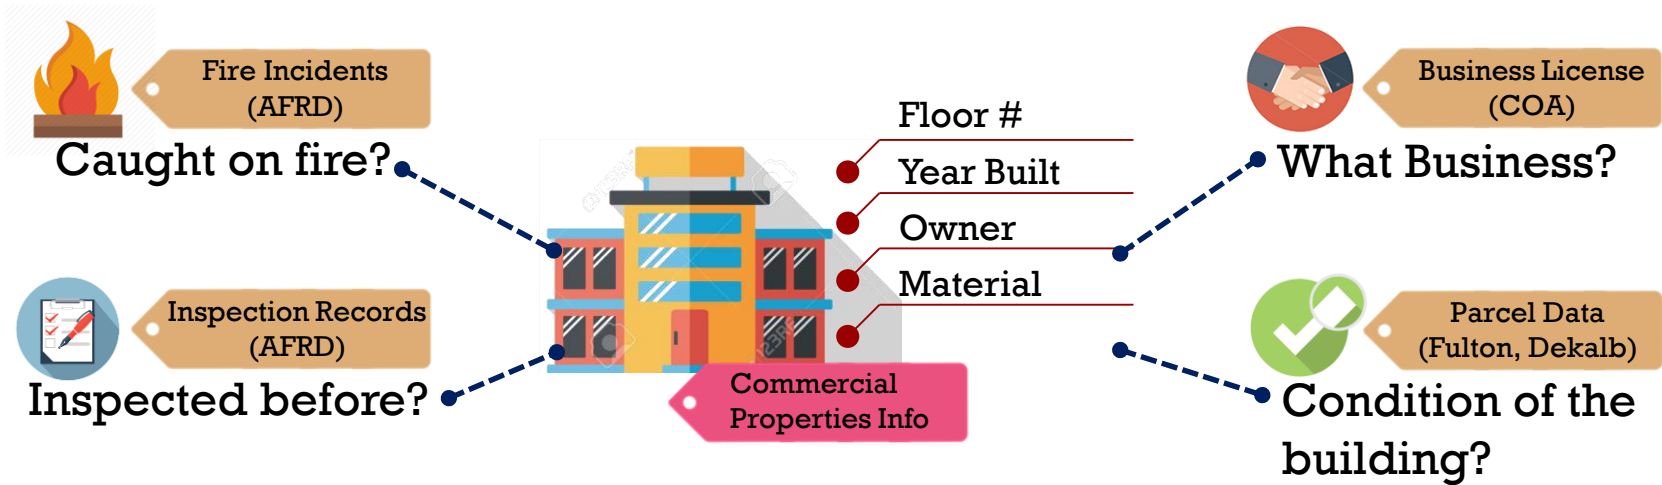 Fire Incidents
(AFRD)
Caught on fire?
Inspection Records
(AFRD)
Inspected before?
Floor #
Year Built
Owner
Material
Commercial
Properties Info
Business License
(COA)
What Business?
Parcel Data
(Fulton, Dekalb)
Condition of the
building?